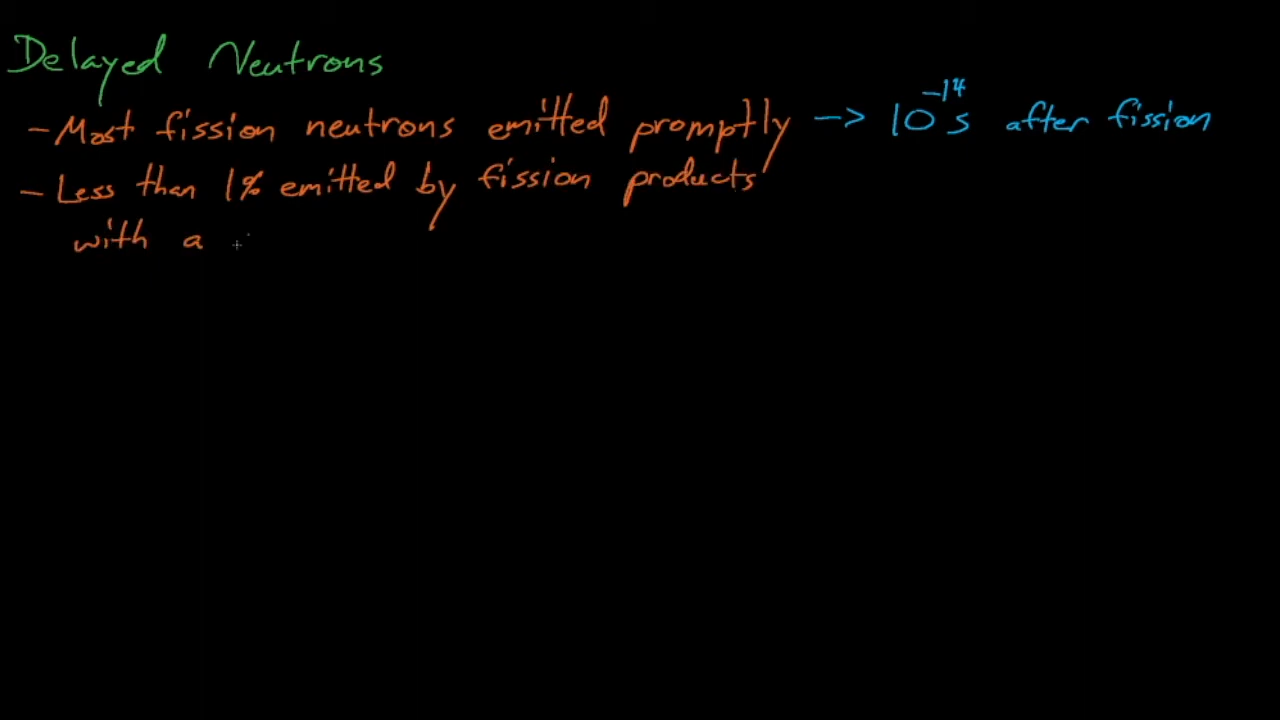 Delayed Neutrons
- Most fission neutrons emitted promptly -> 10⁻¹⁴ s after fission
- Less than 1% emitted by fission products
with a